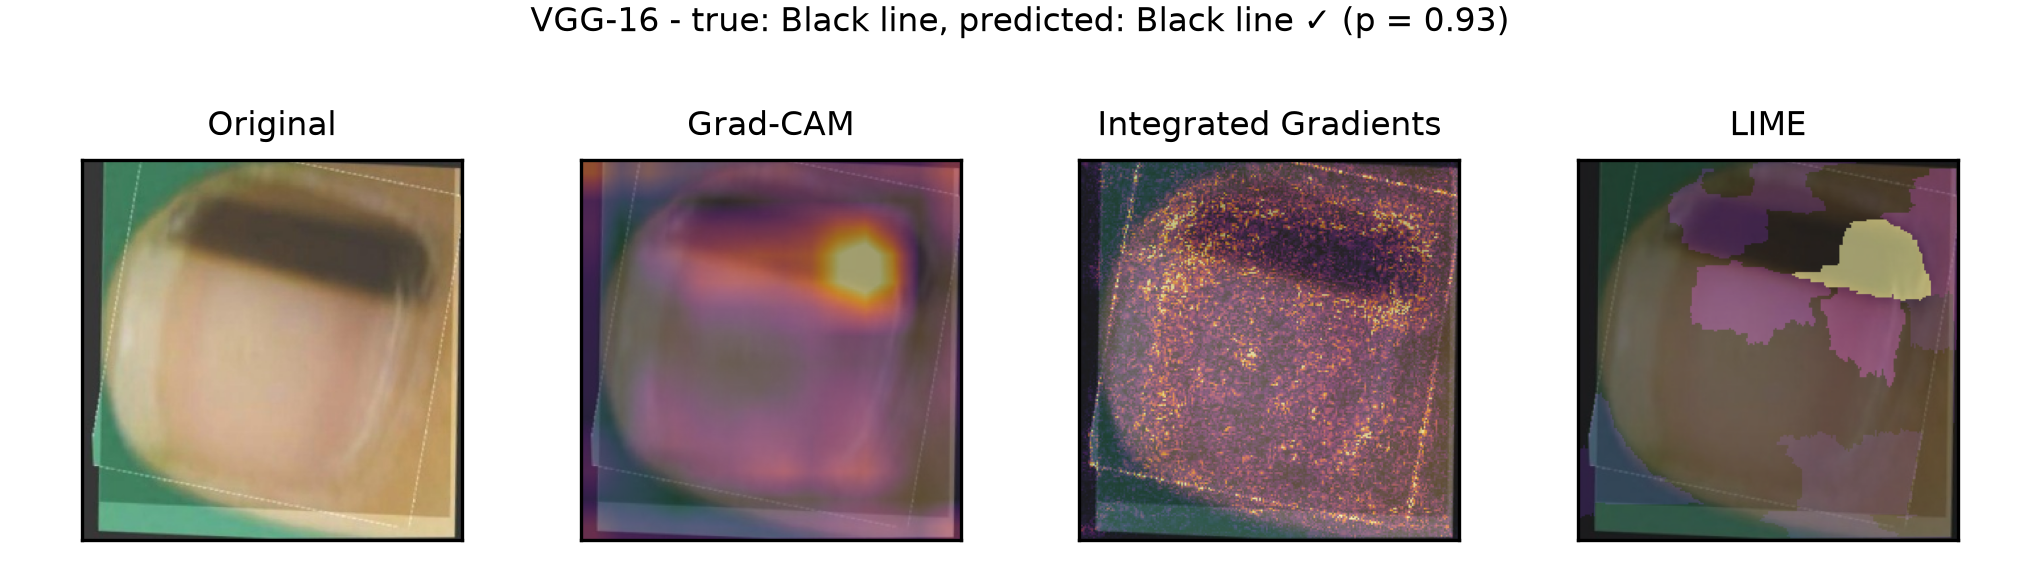 VGG-16 - true: Black line, predicted: Black line ✓ (p = 0.93)
Original
Grad-CAM
Integrated Gradients
LIME